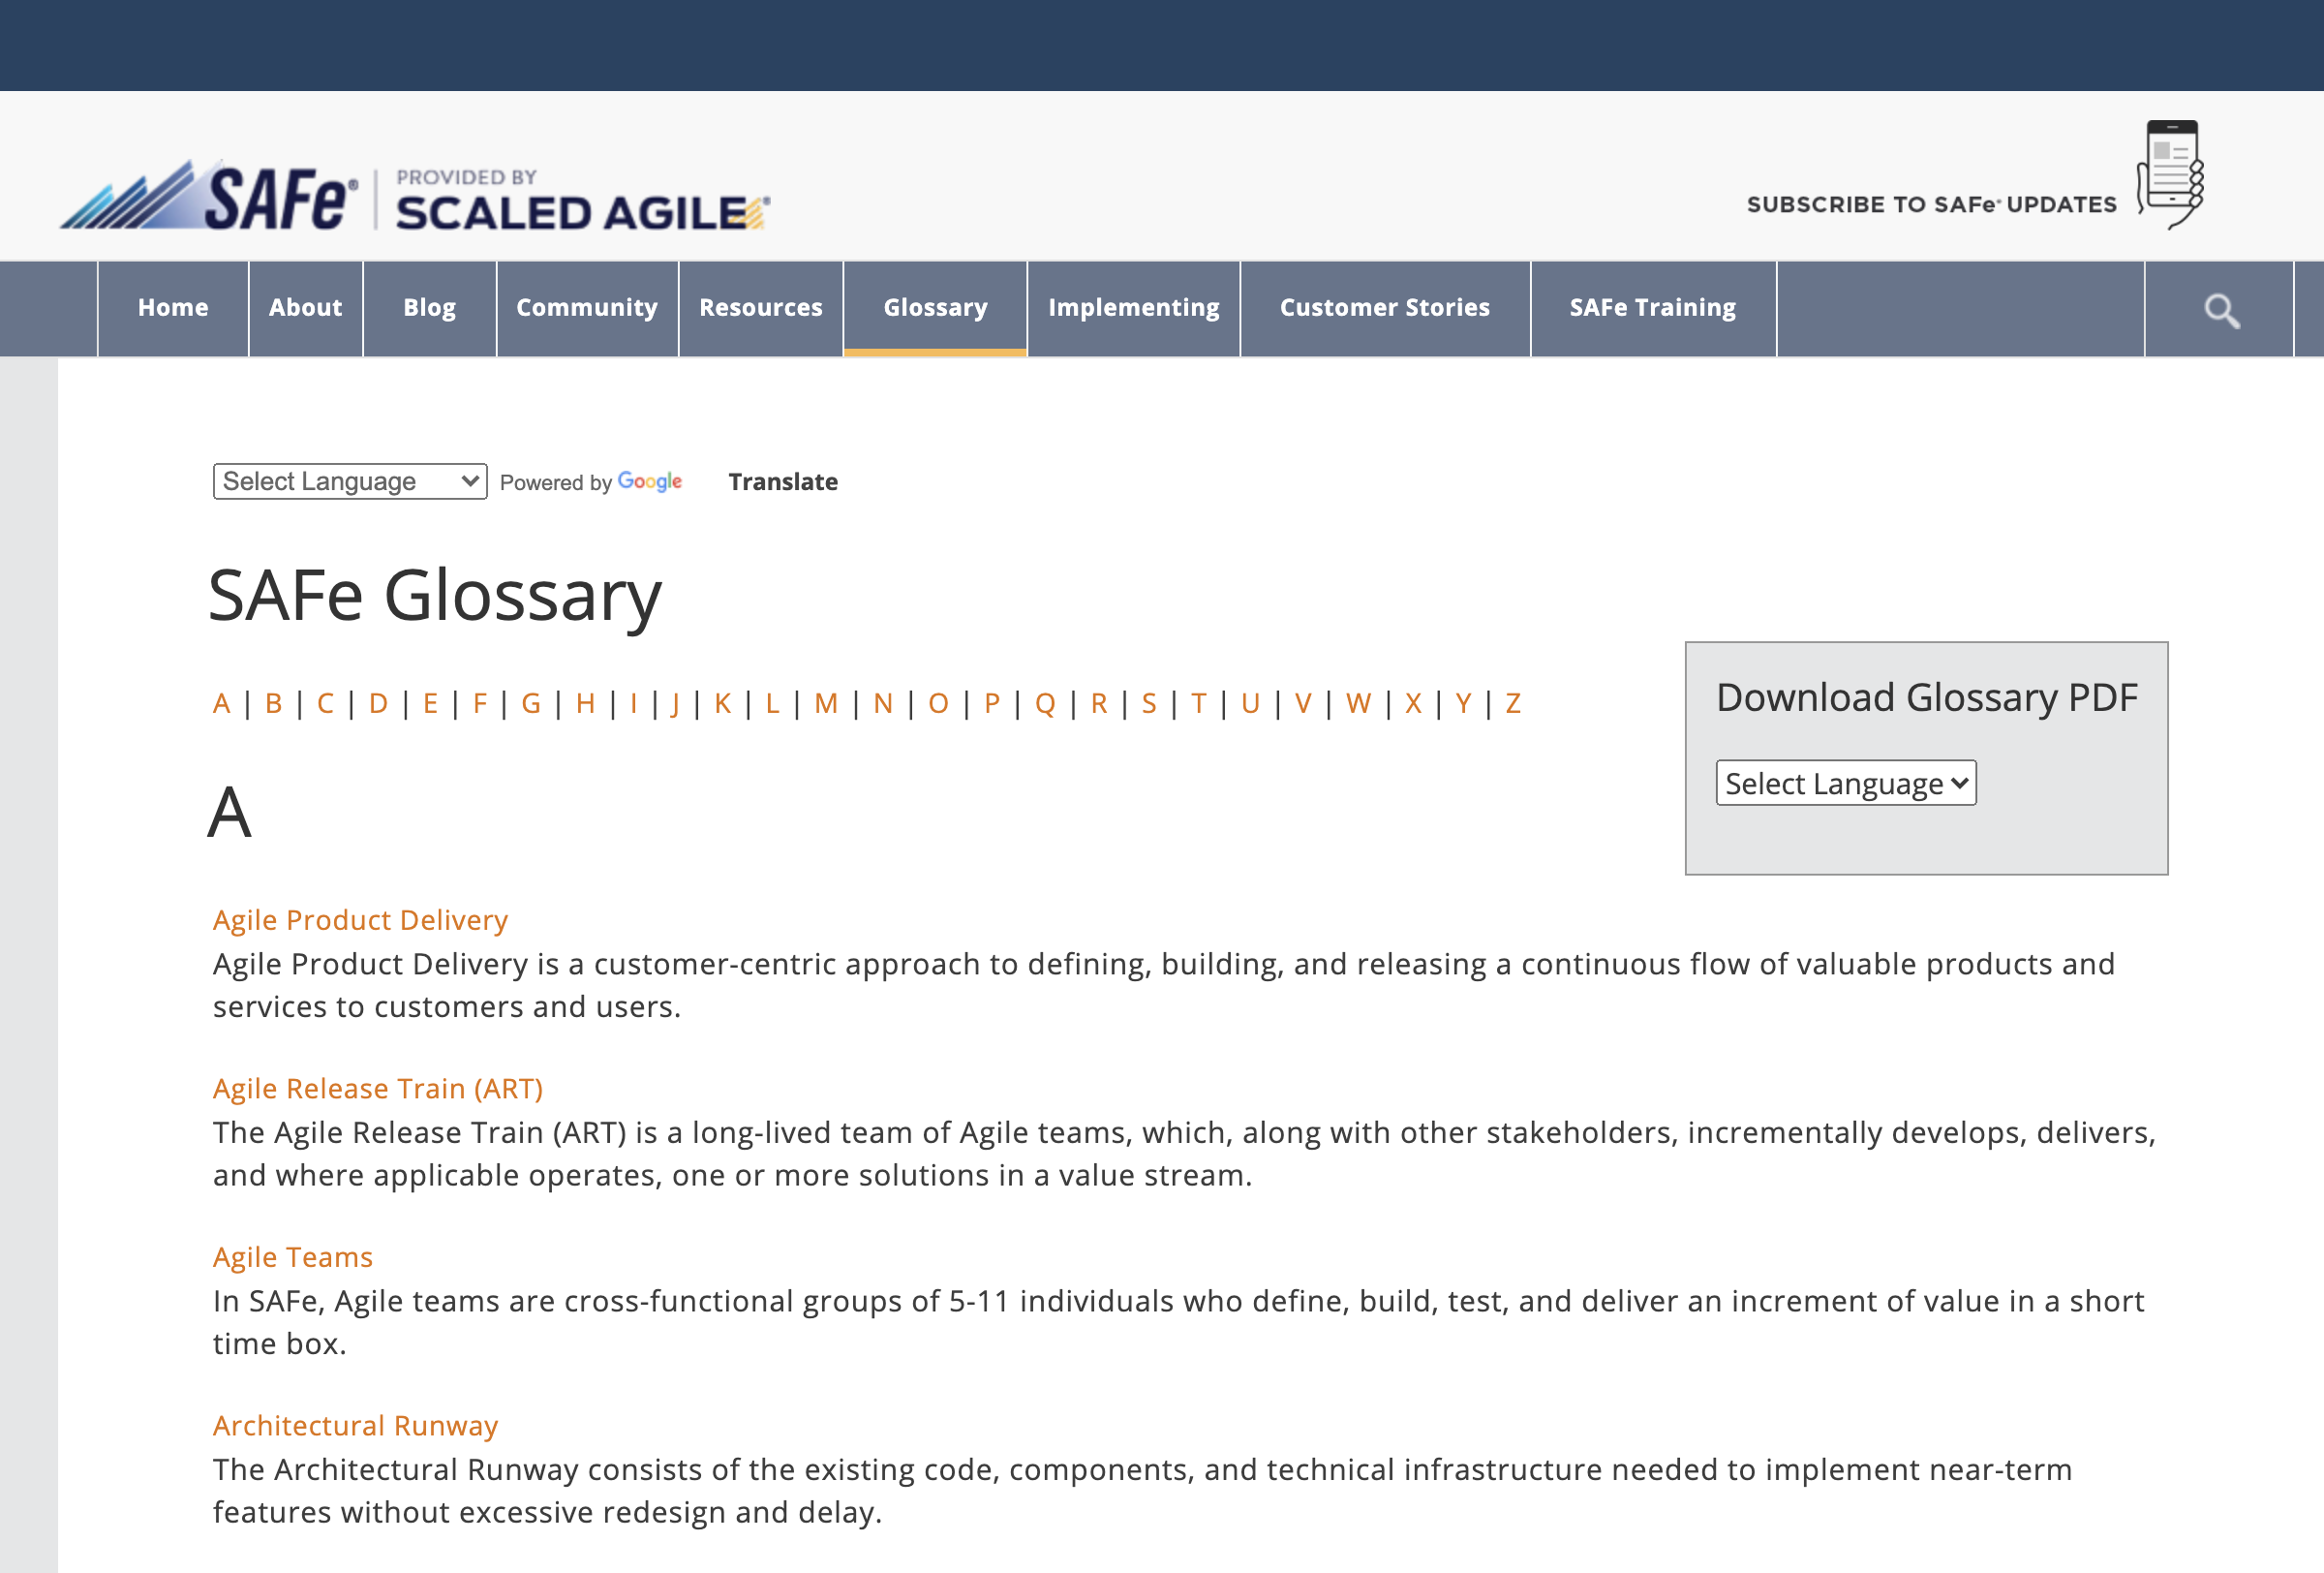 SAFe® PROVIDED BY
SCALED AGILE®
SUBSCRIBE TO SAFe® UPDATES
Home About Blog Community Resources Glossary Implementing Customer Stories SAFe Training
Select Language Powered by Google Translate
SAFe Glossary
A | B | C | D | E | F | G | H | I | J | K | L | M | N | O | P | Q | R | S | T | U | V | W | X | Y | Z
Download Glossary PDF
Select Language
A
Agile Product Delivery
Agile Product Delivery is a customer-centric approach to defining, building, and releasing a continuous flow of valuable products and
services to customers and users.
Agile Release Train (ART)
The Agile Release Train (ART) is a long-lived team of Agile teams, which, along with other stakeholders, incrementally develops, delivers,
and where applicable operates, one or more solutions in a value stream.
Agile Teams
In SAFe, Agile teams are cross-functional groups of 5-11 individuals who define, build, test, and deliver an increment of value in a short
time box.
Architectural Runway
The Architectural Runway consists of the existing code, components, and technical infrastructure needed to implement near-term
features without excessive redesign and delay.